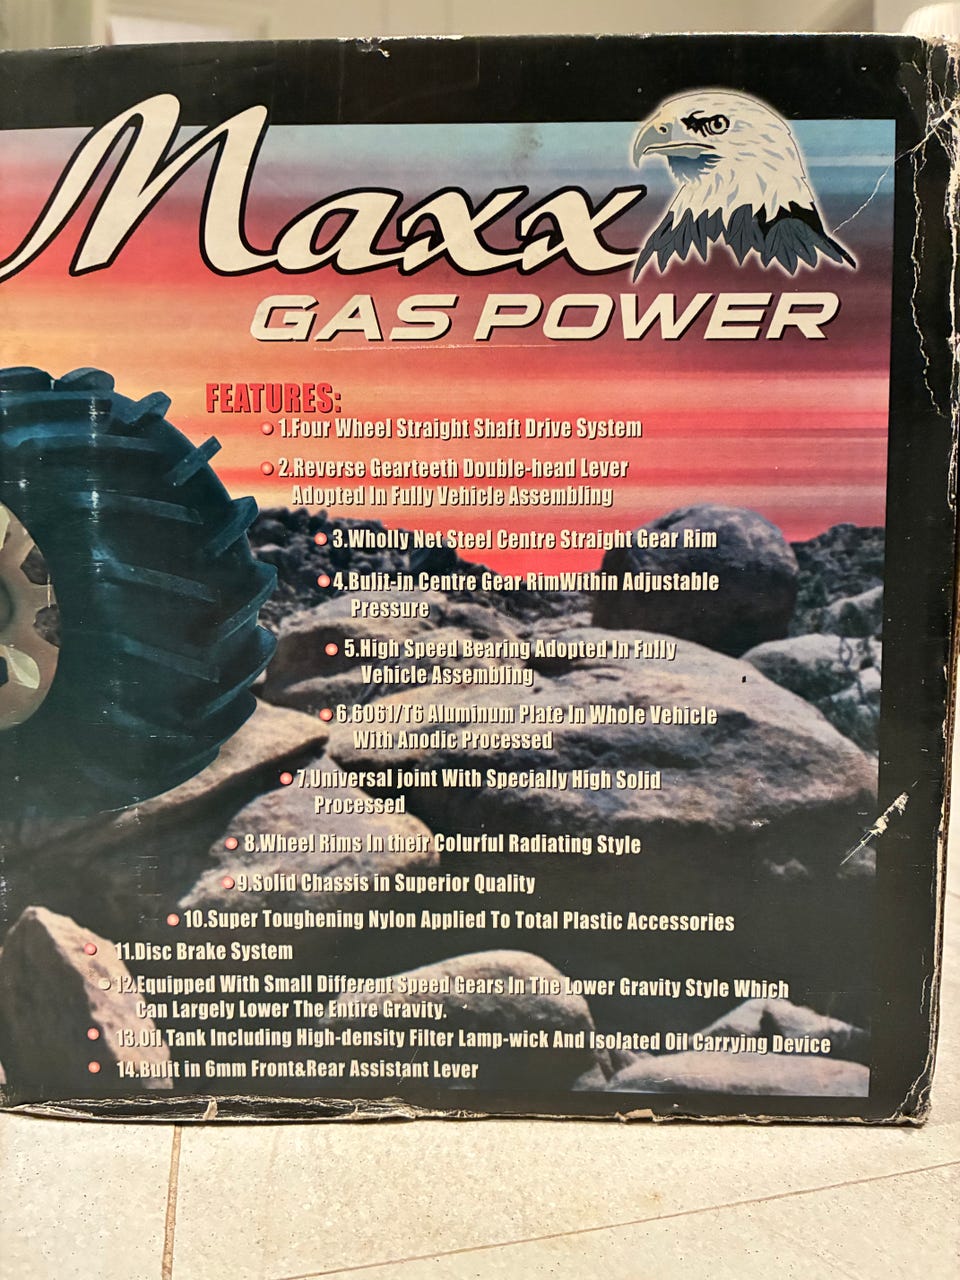 Maxx
GAS POWER
FEATURES:
1.Four Wheel Straight Shaft Drive System
2.Reverse Gearteeth Double-head Lever
Adopted In Fully Vehicle Assembling
3.Wholly Net Steel Centre Straight Gear Rim
4.Bulit-in Centre Gear RimWithin Adjustable
Pressure
5.High Speed Bearing Adopted In Fully
Vehicle Assembling
6.6061/T6 Aluminum Plate In Whole Vehicle
With Anodic Processed
7.Universal joint With Specially High Solid
Processed
8.Wheel Rims In their Colurful Radiating Style
9.Solid Chassis in Superior Quality
10.Super Toughening Nylon Applied To Total Plastic Accessories
11.Disc Brake System
12.Equipped With Small Different Speed Gears In The Lower Gravity Style Which
Can Largely Lower The Entire Gravity.
13.Oil Tank Including High-density Filter Lamp-wick And Isolated Oil Carrying Device
14.Bulit in 6mm Front&Rear Assistant Lever